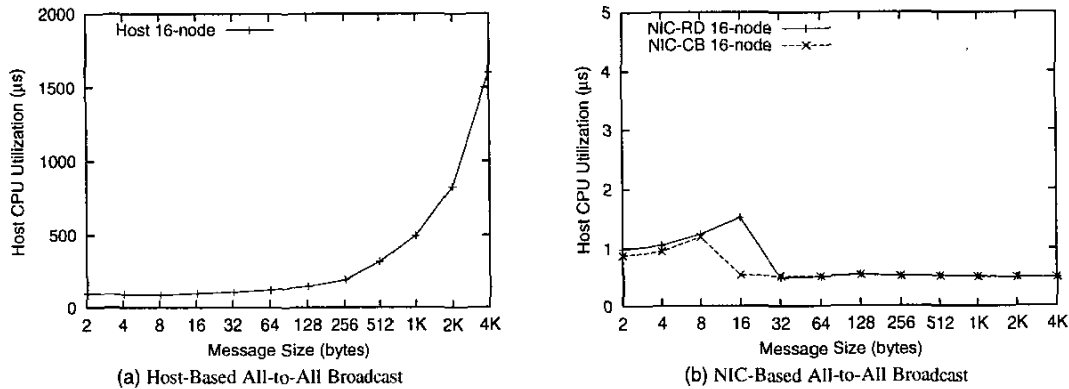 Host 16-node
2000
1500
1000
500
0
Host CPU Utilization (μs)
2 4 8 16 32 64 128 256 512 1K 2K 4K
Message Size (bytes)
(a) Host-Based All-to-All Broadcast
NIC-RD 16-node
NIC-CB 16-node
5
4
3
2
1
0
Host CPU Utilization (μs)
2 4 8 16 32 64 128 256 512 1K 2K 4K
Message Size (bytes)
(b) NIC-Based All-to-All Broadcast